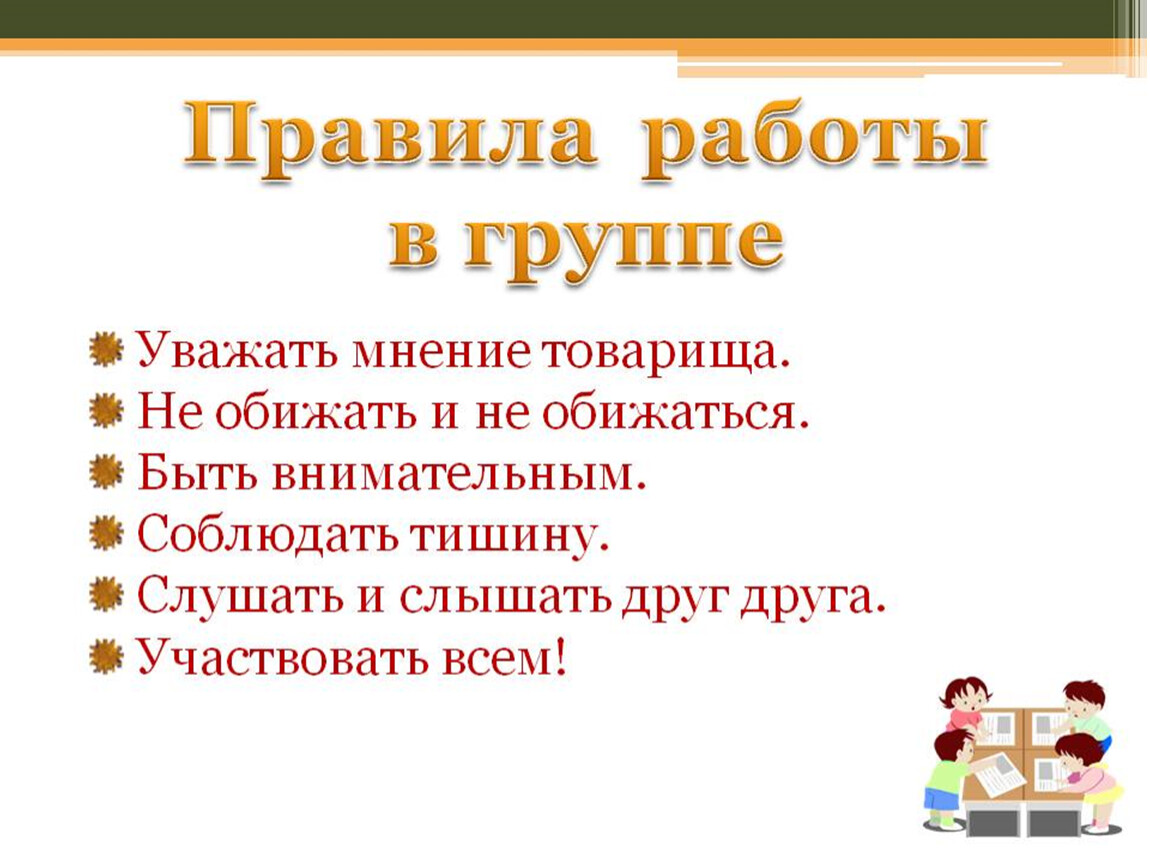 Правила работы
в группе
Уважать мнение товарища.
Не обижать и не обижаться.
Быть внимательным.
Соблюдать тишину.
Слушать и слышать друг друга.
Участвовать всем!